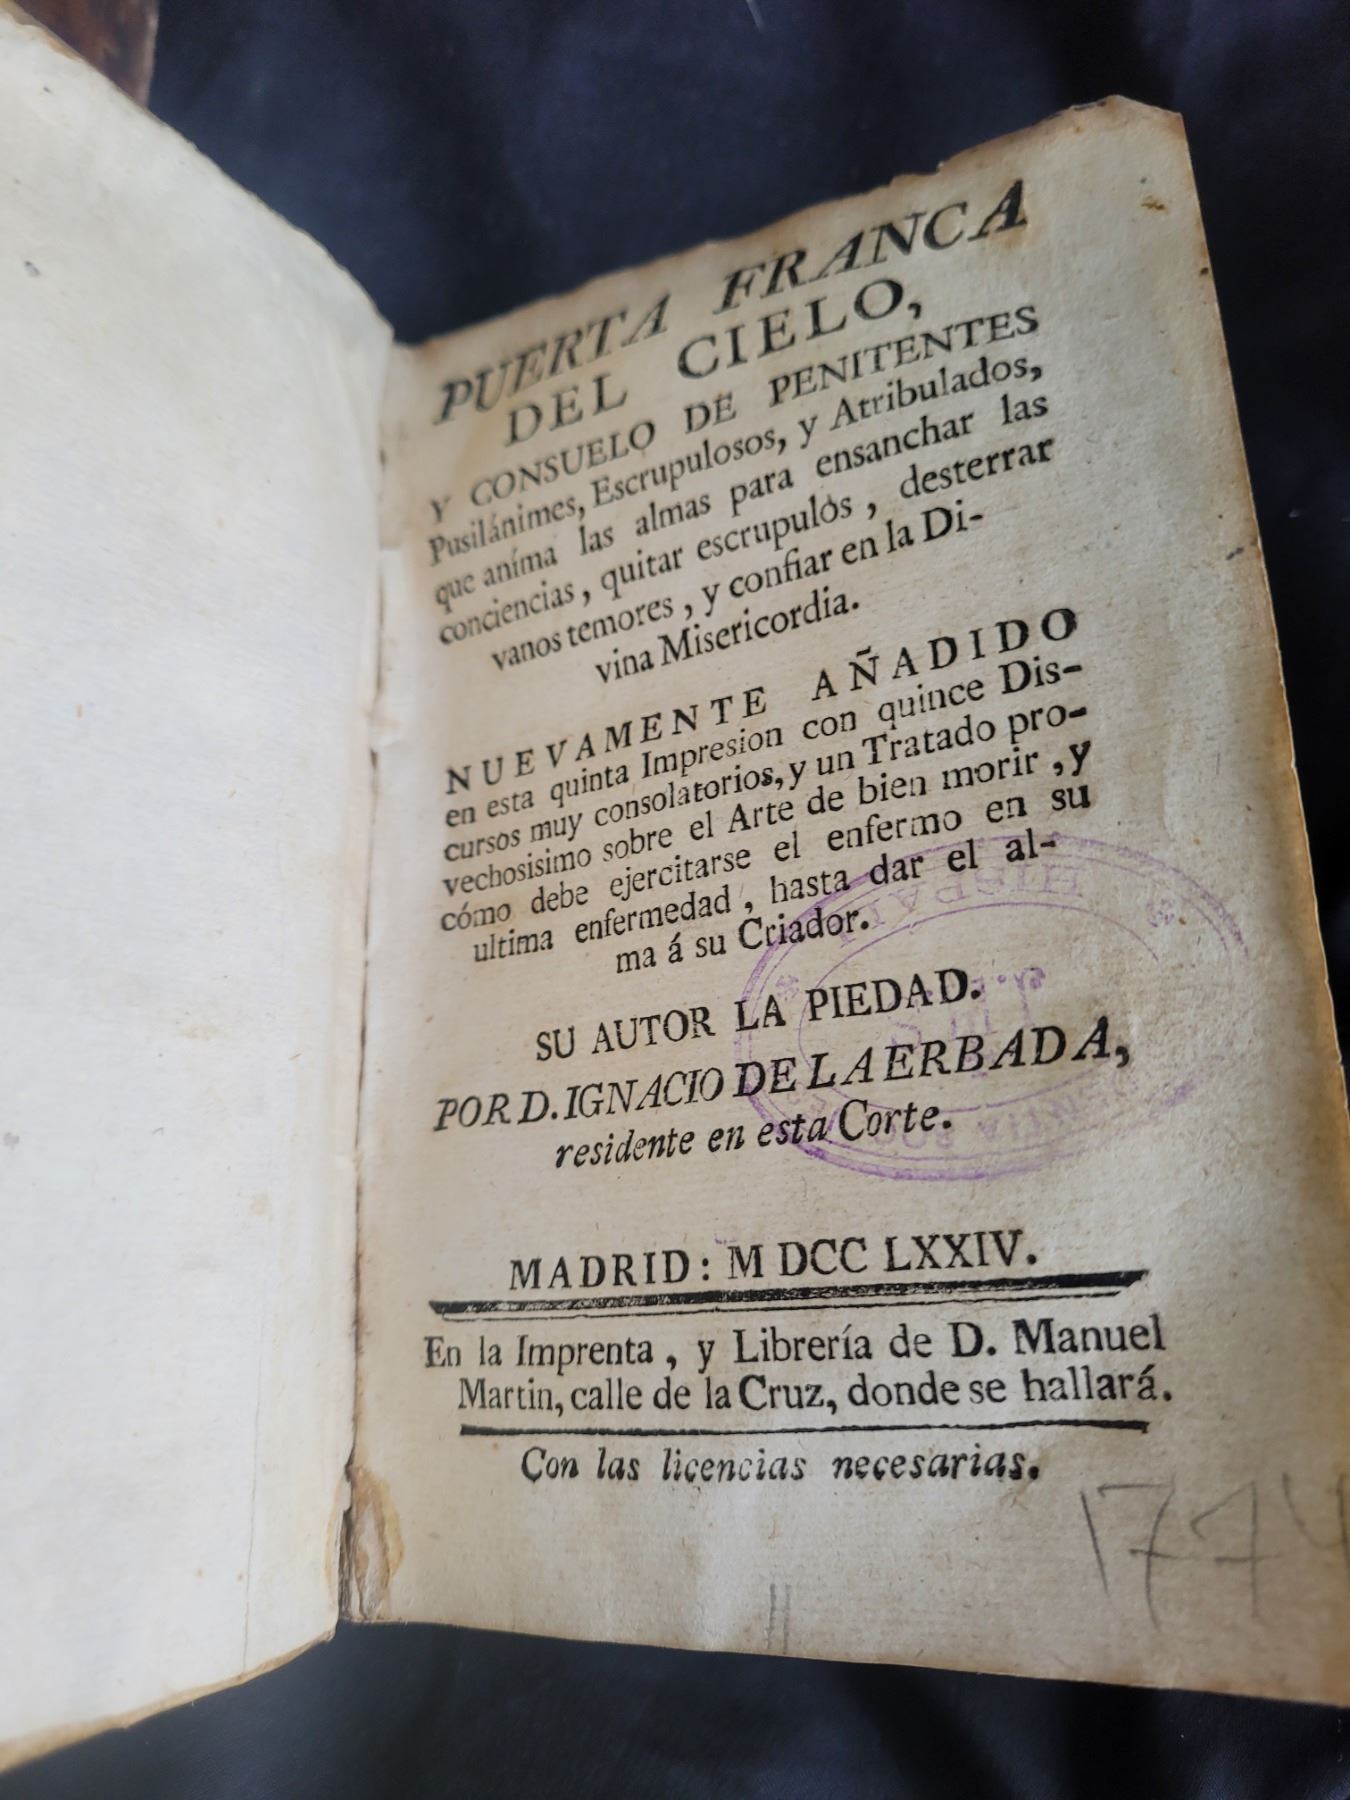 PUERTA FRANCA
DEL CIELO,
Y CONSUELO DE PENITENTES
Pusilánimes, Escrupulosos, y Atribulados,
que aníma las almas para ensanchar las
conciencias, quitar escrupulòs, desterrar
vanos temores, y confiar en la Di-
vina Misericordia.
NUEVAMENTE AÑADIDO
en esta quinta Impresion con quince Dis-
cursos muy consolatorios, y un Tratado pro-
vechosisimo sobre el Arte de bien morir, y
cómo debe ejercitarse el enfermo en su
ultima enfermedad, hasta dar el al-
ma á su Criador.
SU AUTOR LA PIEDAD.
POR D. IGNACIO DE LA ERBADA,
residente en esta Corte.
MADRID: M DCC LXXIV.
En la Imprenta, y Librería de D. Manuel
Martin, calle de la Cruz, donde se hallará.
Con las licencias necesarias.
1774